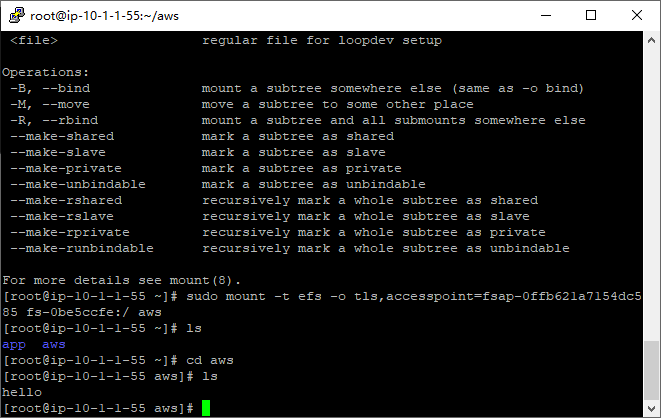 root@ip-10-1-1-55:~/aws
 <file>                  regular file for loopdev setup
Operations:
 -B, --bind              mount a subtree somewhere else (same as -o bind)
 -M, --move              move a subtree to some other place
 -R, --rbind             mount a subtree and all submounts somewhere else
 --make-shared           mark a subtree as shared
 --make-slave            mark a subtree as slave
 --make-private          mark a subtree as private
 --make-unbindable       mark a subtree as unbindable
 --make-rshared          recursively mark a whole subtree as shared
 --make-rslave           recursively mark a whole subtree as slave
 --make-rprivate         recursively mark a whole subtree as private
 --make-runbindable      recursively mark a whole subtree as unbindable
For more details see mount(8).
[root@ip-10-1-1-55 ~]# sudo mount -t efs -o tls,accesspoint=fsap-0ffb621a7154dc5
85 fs-0be5ccfe:/ aws
[root@ip-10-1-1-55 ~]# ls
app  aws
[root@ip-10-1-1-55 ~]# cd aws
[root@ip-10-1-1-55 aws]# ls
hello
[root@ip-10-1-1-55 aws]#